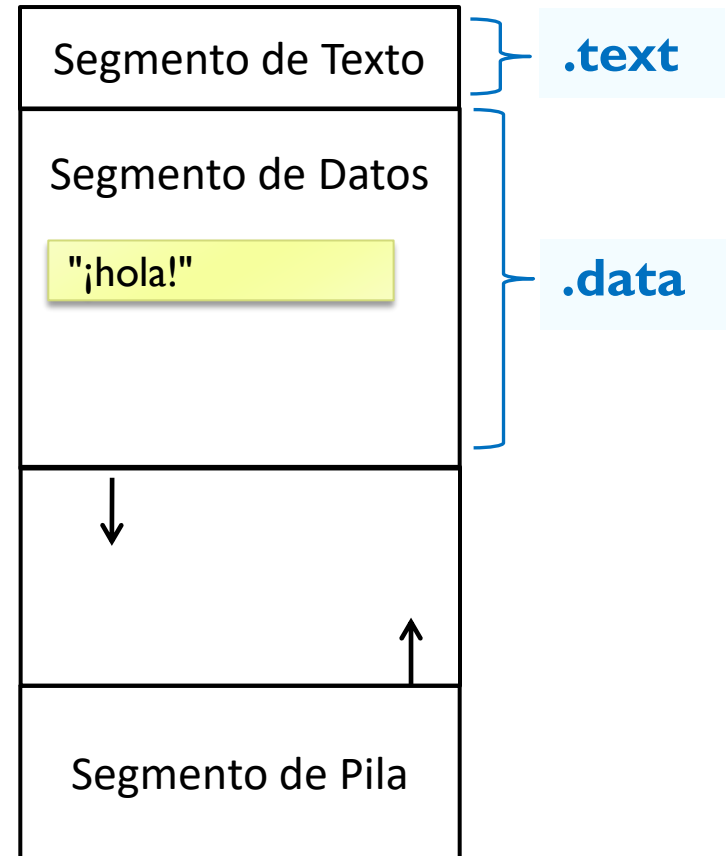 Segmento de Texto
.text
Segmento de Datos
"¡hola!"
.data
Segmento de Pila